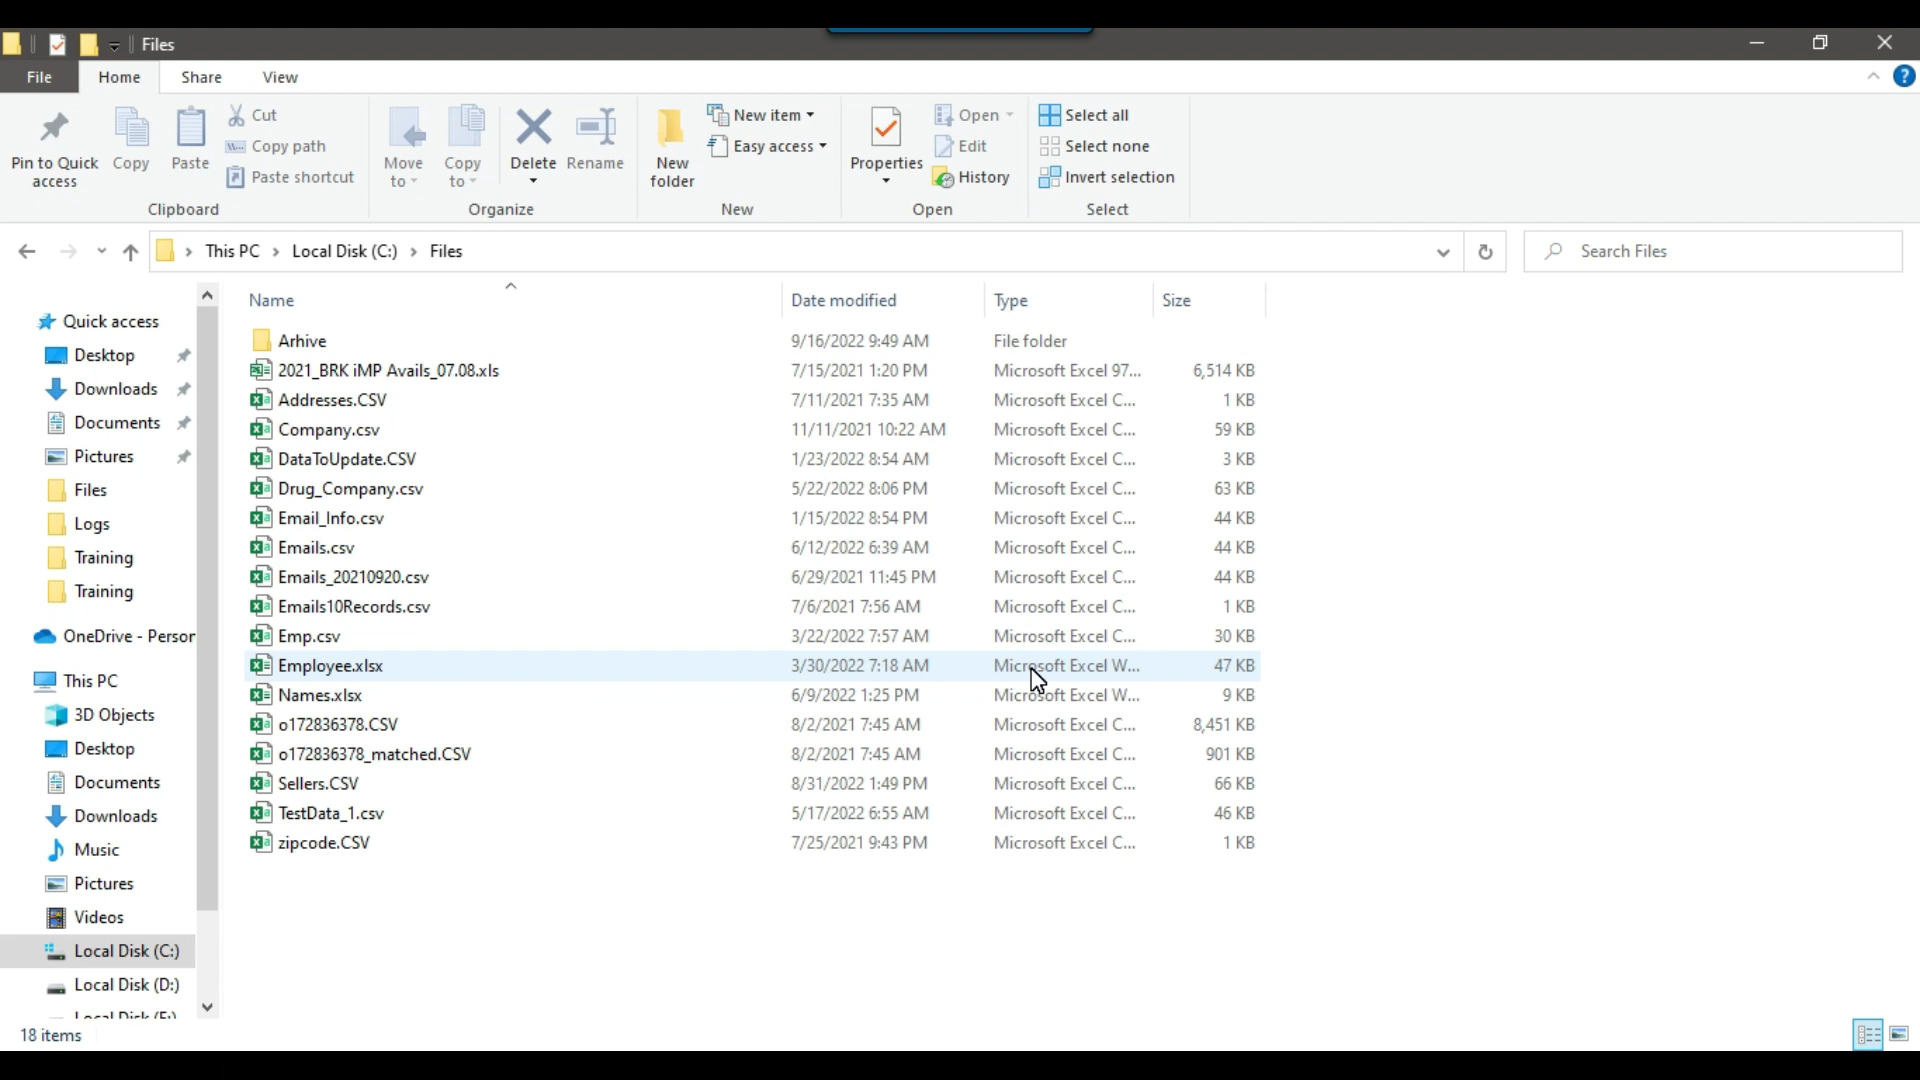 Files
File Home Share View ?
Pin to Quick access
Copy
Paste
Cut
Copy path
Paste shortcut
Clipboard
Move to
Copy to
Delete
Rename
Organize
New folder
New item
Easy access
New
Properties
Open
Edit
History
Open
Select all
Select none
Invert selection
Select
This PC > Local Disk (C:) > Files
Search Files
Quick access
Desktop
Downloads
Documents
Pictures
Files
Logs
Training
Training
OneDrive - Person
This PC
3D Objects
Desktop
Documents
Downloads
Music
Pictures
Videos
Local Disk (C:)
Local Disk (D:)
Name Date modified Type Size
Arhive 9/16/2022 9:49 AM File folder
2021_BRK iMP Avails_07.08.xls 7/15/2021 1:20 PM Microsoft Excel 97... 6,514 KB
Addresses.CSV 7/11/2021 7:35 AM Microsoft Excel C... 1 KB
Company.csv 11/11/2021 10:22 AM Microsoft Excel C... 59 KB
DataToUpdate.CSV 1/23/2022 8:54 AM Microsoft Excel C... 3 KB
Drug_Company.csv 5/22/2022 8:06 PM Microsoft Excel C... 63 KB
Email_Info.csv 1/15/2022 8:54 PM Microsoft Excel C... 44 KB
Emails.csv 6/12/2022 6:39 AM Microsoft Excel C... 44 KB
Emails_20210920.csv 6/29/2021 11:45 PM Microsoft Excel C... 44 KB
Emails10Records.csv 7/6/2021 7:56 AM Microsoft Excel C... 1 KB
Emp.csv 3/22/2022 7:57 AM Microsoft Excel C... 30 KB
Employee.xlsx 3/30/2022 7:18 AM Microsoft Excel W... 47 KB
Names.xlsx 6/9/2022 1:25 PM Microsoft Excel W... 9 KB
o172836378.CSV 8/2/2021 7:45 AM Microsoft Excel C... 8,451 KB
o172836378_matched.CSV 8/2/2021 7:45 AM Microsoft Excel C... 901 KB
Sellers.CSV 8/31/2022 1:49 PM Microsoft Excel C... 66 KB
TestData_1.csv 5/17/2022 6:55 AM Microsoft Excel C... 46 KB
zipcode.CSV 7/25/2021 9:43 PM Microsoft Excel C... 1 KB
18 items